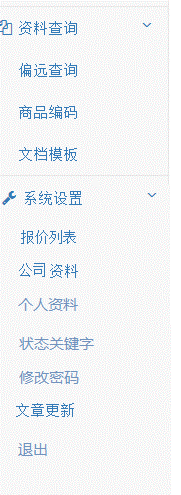 资料查询
偏远查询
商品编码
文档模板
系统设置
报价列表
公司资料
个人资料
状态关键字
修改密码
文章更新
退出